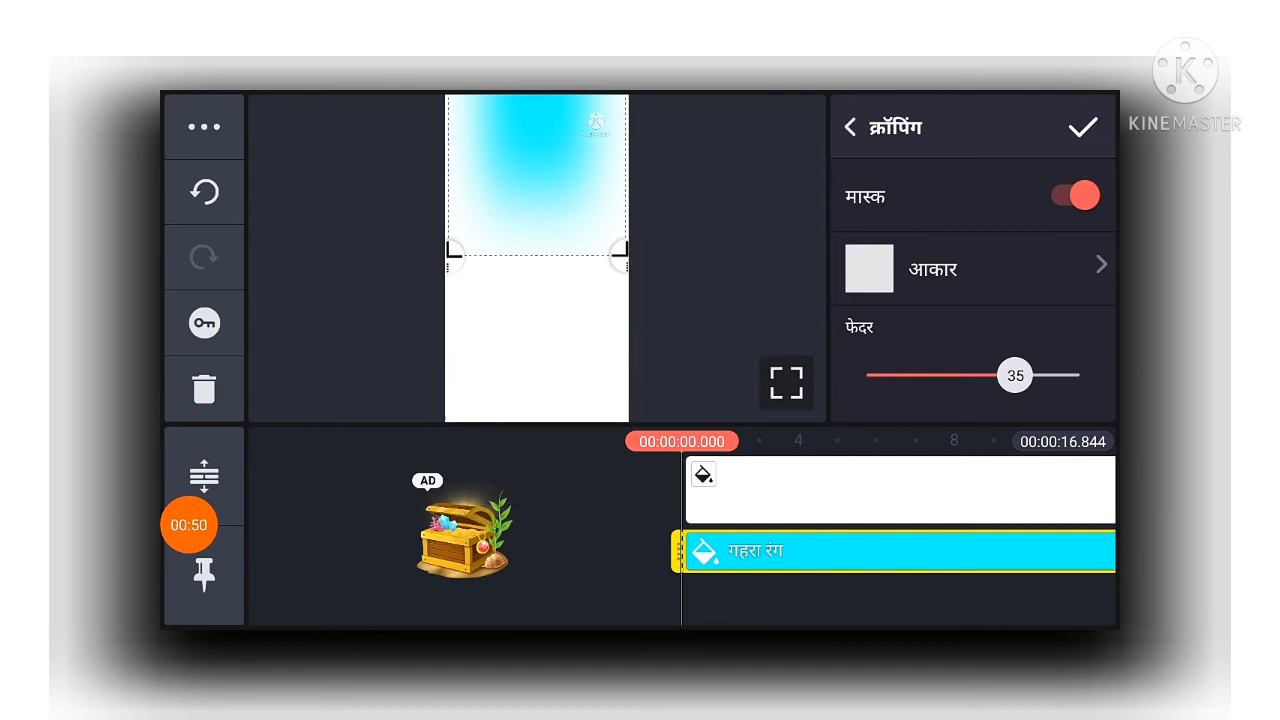 KINEMASTER
क्रॉपिंग
मास्क
आकार
फेदर
35
00:00:00.000
4
8
00:00:16.844
AD
00:50
गहरा रंग